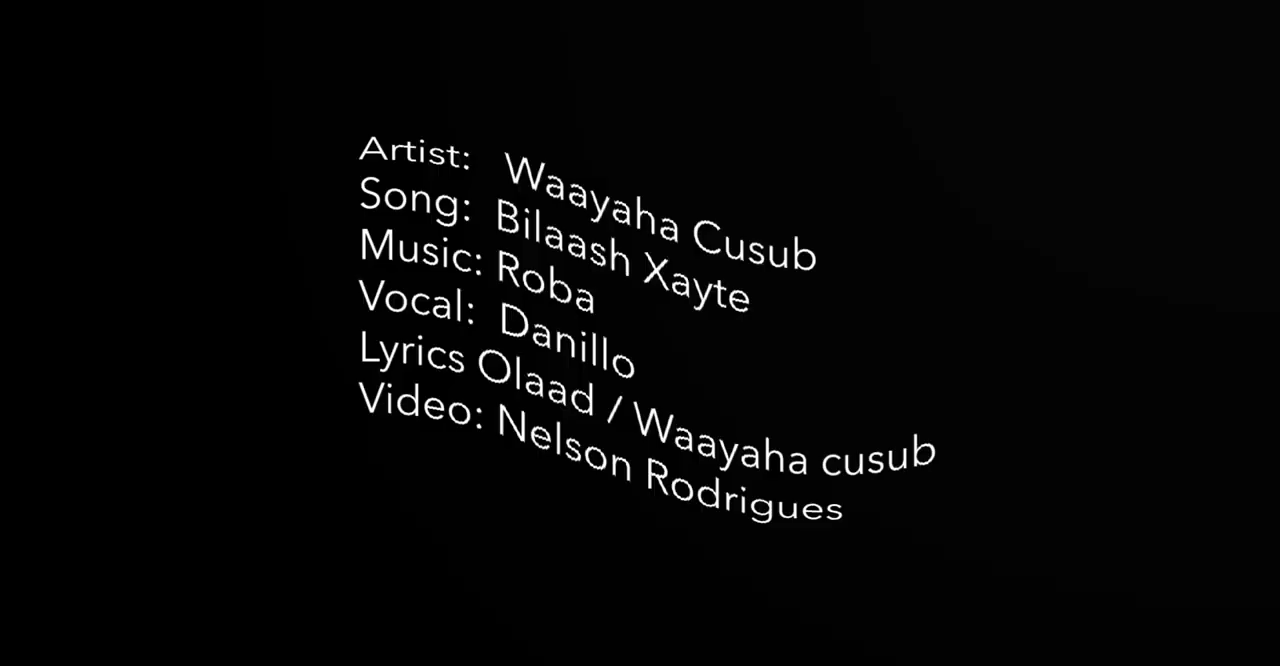 Artist: Waayaha Cusub
Song: Bilaash Xayte
Music: Roba
Vocal: Danillo
Lyrics Olaad / Waayaha cusub
Video: Nelson Rodrigues